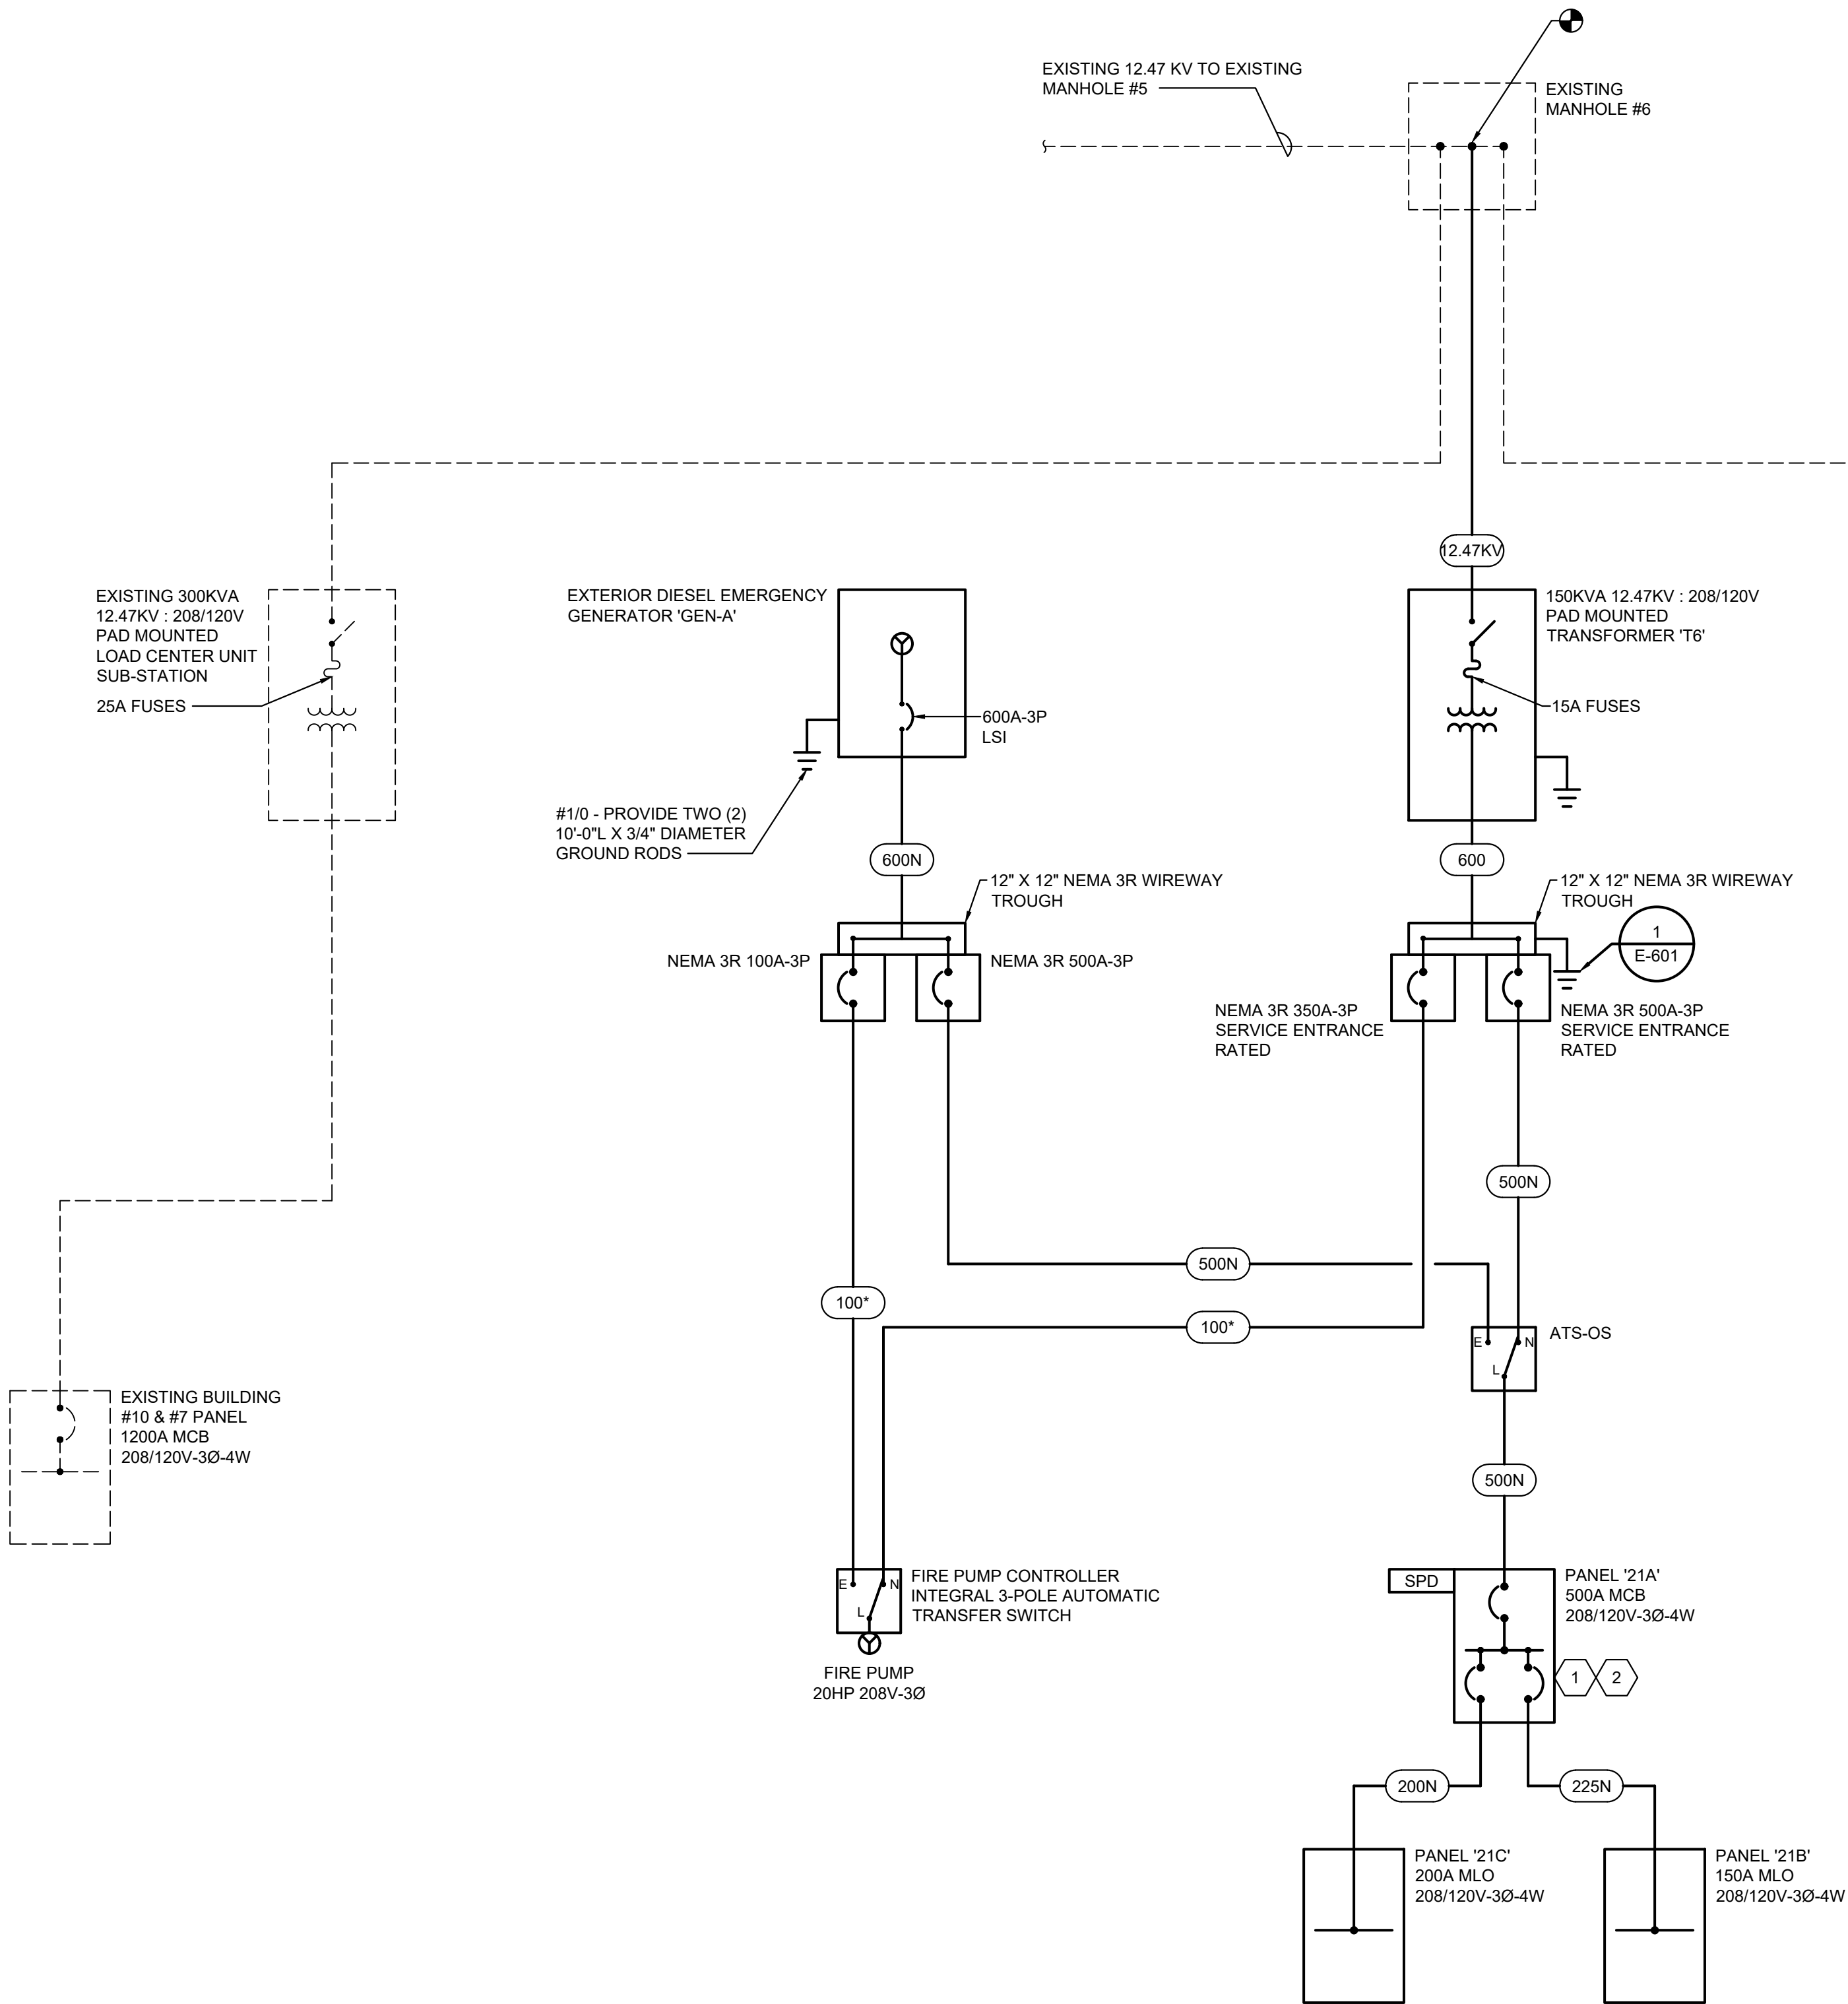 EXISTING 12.47 KV TO EXISTING
MANHOLE #5
EXISTING
MANHOLE #6
12.47KV
EXISTING 300KVA
12.47KV : 208/120V
PAD MOUNTED
LOAD CENTER UNIT
SUB-STATION
25A FUSES
EXTERIOR DIESEL EMERGENCY
GENERATOR 'GEN-A'
600A-3P
LSI
#1/0 - PROVIDE TWO (2)
10'-0"L X 3/4" DIAMETER
GROUND RODS
150KVA 12.47KV : 208/120V
PAD MOUNTED
TRANSFORMER 'T6'
15A FUSES
600N
600
12" X 12" NEMA 3R WIREWAY
TROUGH
12" X 12" NEMA 3R WIREWAY
TROUGH
1
E-601
NEMA 3R 100A-3P
NEMA 3R 500A-3P
NEMA 3R 350A-3P
SERVICE ENTRANCE
RATED
NEMA 3R 500A-3P
SERVICE ENTRANCE
RATED
500N
500N
100*
100*
E
N
L
ATS-OS
EXISTING BUILDING
#10 & #7 PANEL
1200A MCB
208/120V-3Ø-4W
500N
E
N
L
FIRE PUMP CONTROLLER
INTEGRAL 3-POLE AUTOMATIC
TRANSFER SWITCH
FIRE PUMP
20HP 208V-3Ø
SPD
PANEL '21A'
500A MCB
208/120V-3Ø-4W
1
2
200N
225N
PANEL '21C'
200A MLO
208/120V-3Ø-4W
PANEL '21B'
150A MLO
208/120V-3Ø-4W